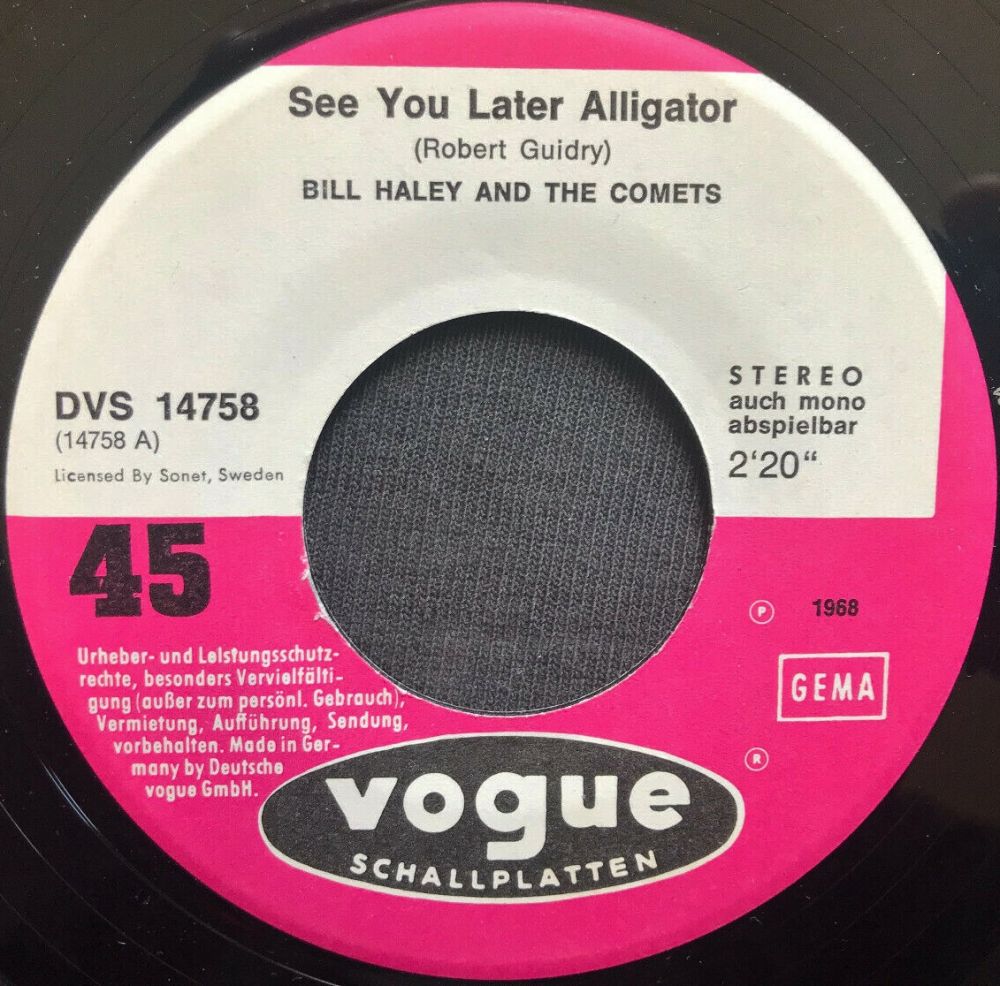 See You Later Alligator
(Robert Guidry)
BILL HALEY AND THE COMETS
DVS 14758
(14758 A)
Licensed By Sonet, Sweden
STEREO
auch mono
abspielbar
2‘20“
45
Ⓟ 1968
GEMA
Urheber- und Leistungsschutz-
rechte, besonders Vervielfälti-
gung (außer zum persönl. Gebrauch),
Vermietung, Aufführung, Sendung,
vorbehalten. Made in Ger-
many by Deutsche
vogue GmbH.
®
vogue
SCHALLPLATTEN